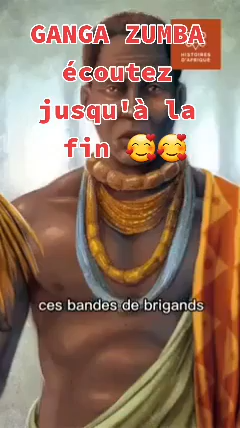 GANGA ZUMBA
écoutez
jusqu'à la
fin 🥰🥰
HISTOIRES
D'AFRIQUE
ces bandes de brigands